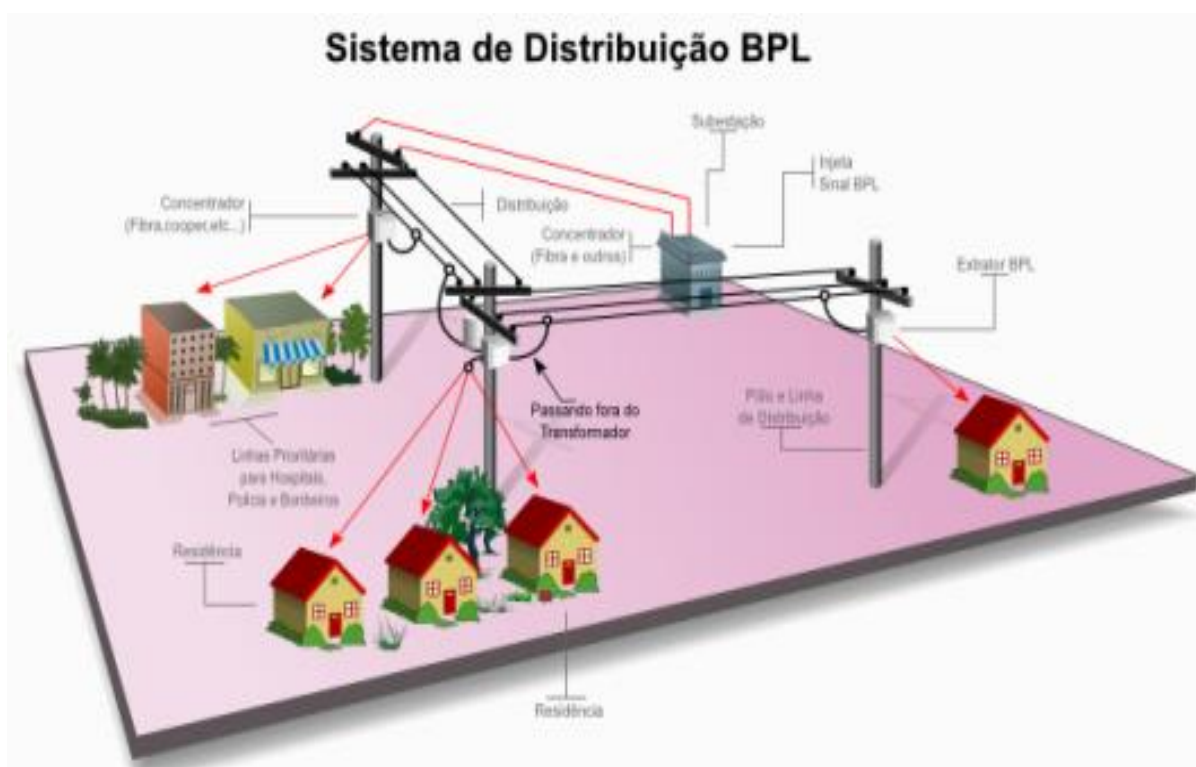 Sistema de Distribuição BPL
Subestação
Injeta
Sinal BPL
Concentrador
(Fibra,cooper,etc...)
Distribuição
Concentrador
(Fibra e outros)
Extrator BPL
Passando fora do
Transformador
e Linha
de Distribuição
Linhas Prioritárias
para Hospitais,
Polícia e Bombeiros
Residência
Residência